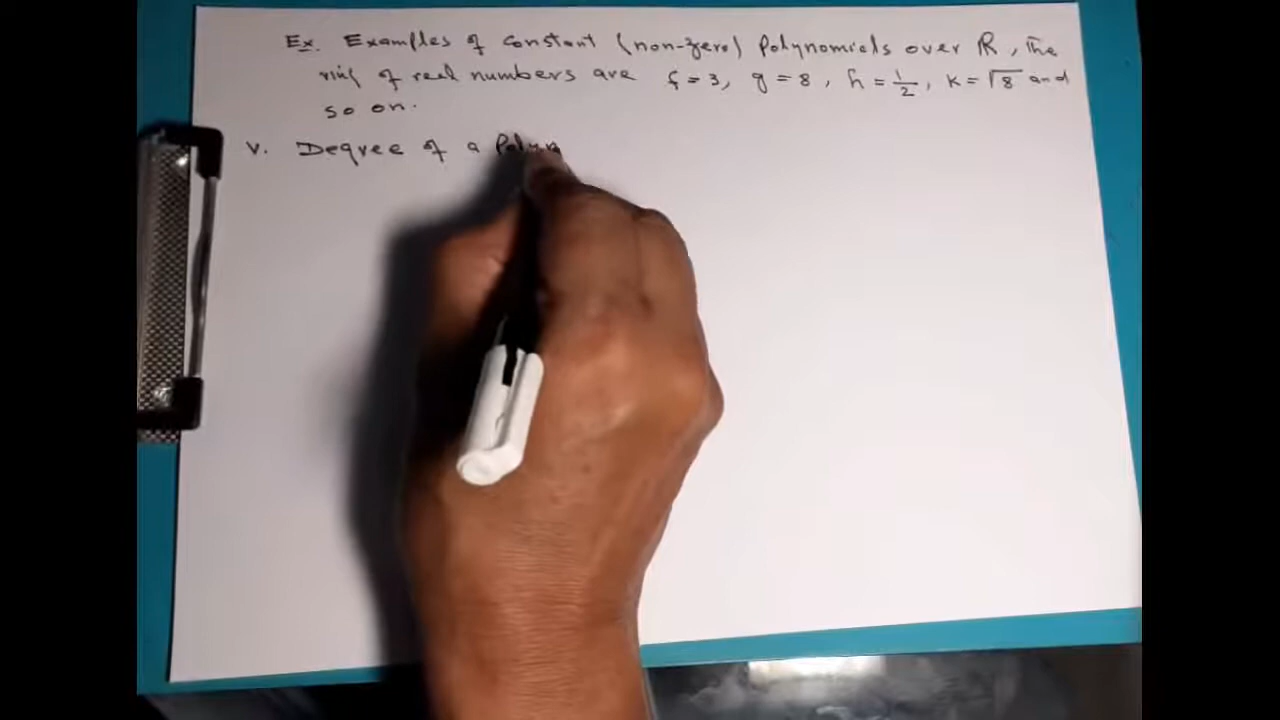 Ex. Examples of constant (non-zero) Polynomials over ℝ, the
ring of real numbers are f = 3, g = 8, h = 1/2, k = √8 and
so on.
V. Degree of a Polyn